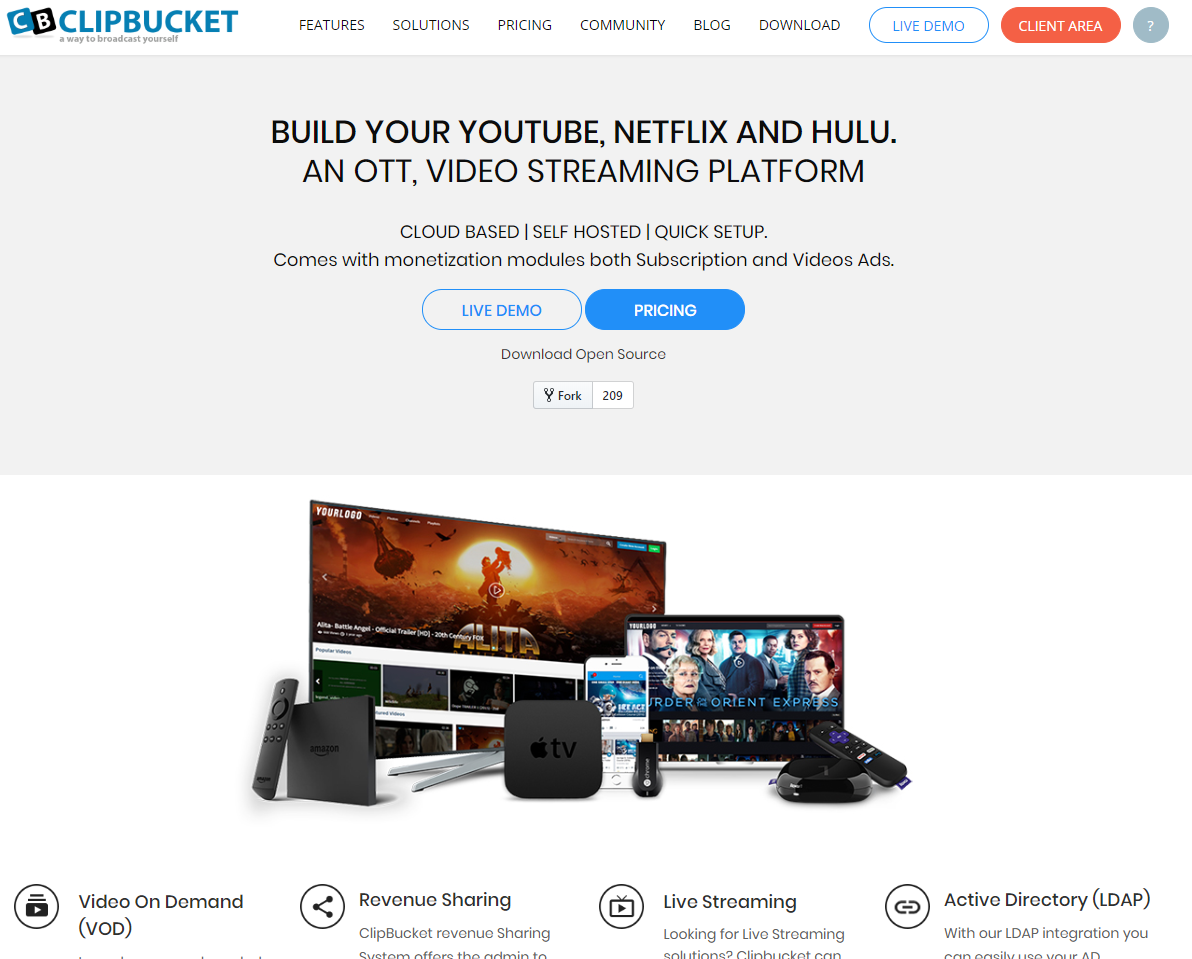 CB CLIPBUCKET
a way to broadcast yourself
FEATURES SOLUTIONS PRICING COMMUNITY BLOG DOWNLOAD LIVE DEMO CLIENT AREA ?
BUILD YOUR YOUTUBE, NETFLIX AND HULU.
AN OTT, VIDEO STREAMING PLATFORM
CLOUD BASED | SELF HOSTED | QUICK SETUP.
Comes with monetization modules both Subscription and Videos Ads.
LIVE DEMO PRICING
Download Open Source
Fork 209
YOURLOGO
Alita- Battle Angel - Official Trailer [HD] - 20th Century FOX
ALITA
Popular Videos
YOURLOGO
URDER ORIENT EXPRESS
amazon
tv
chrome
Roku
Video On Demand
(VOD)
Revenue Sharing
ClipBucket revenue Sharing
System offers the admin to
Live Streaming
Looking for Live Streaming
solutions? Clipbucket can
Active Directory (LDAP)
With our LDAP integration you
can easily use your AD